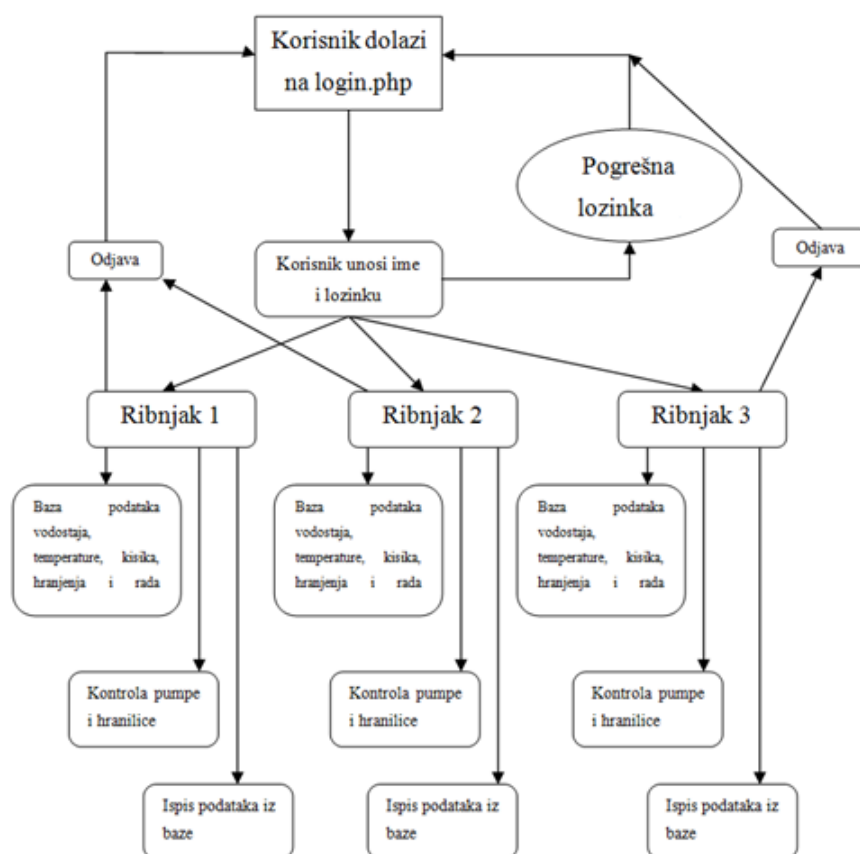 Korisnik dolazi
na login.php
Pogrešna
lozinka
Odjava
Korisnik unosi ime
i lozinku
Odjava
Ribnjak 1
Ribnjak 2
Ribnjak 3
Baza podataka
vodostaja,
temperature, kisika,
hranjenja i rada
Baza podataka
vodostaja,
temperature, kisika,
hranjenja i rada
Baza podataka
vodostaja,
temperature, kisika,
hranjenja i rada
Kontrola pumpe
i hranilice
Kontrola pumpe
i hranilice
Kontrola pumpe
i hranilice
Ispis podataka iz
baze
Ispis podataka iz
baze
Ispis podataka iz
baze